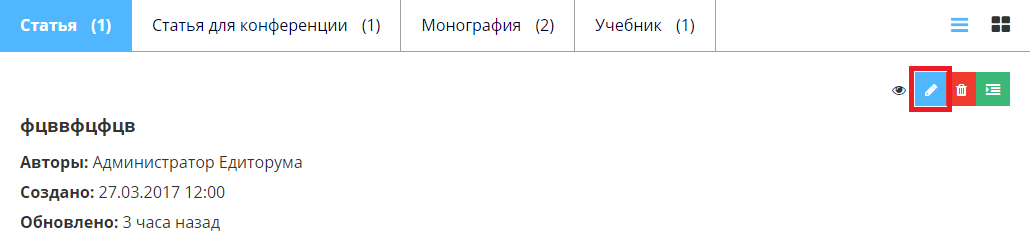 Статья (1) Статья для конференции (1) Монография (2) Учебник (1)
фцввфцфцв
Авторы: Администратор Едиторума
Создано: 27.03.2017 12:00
Обновлено: 3 часа назад